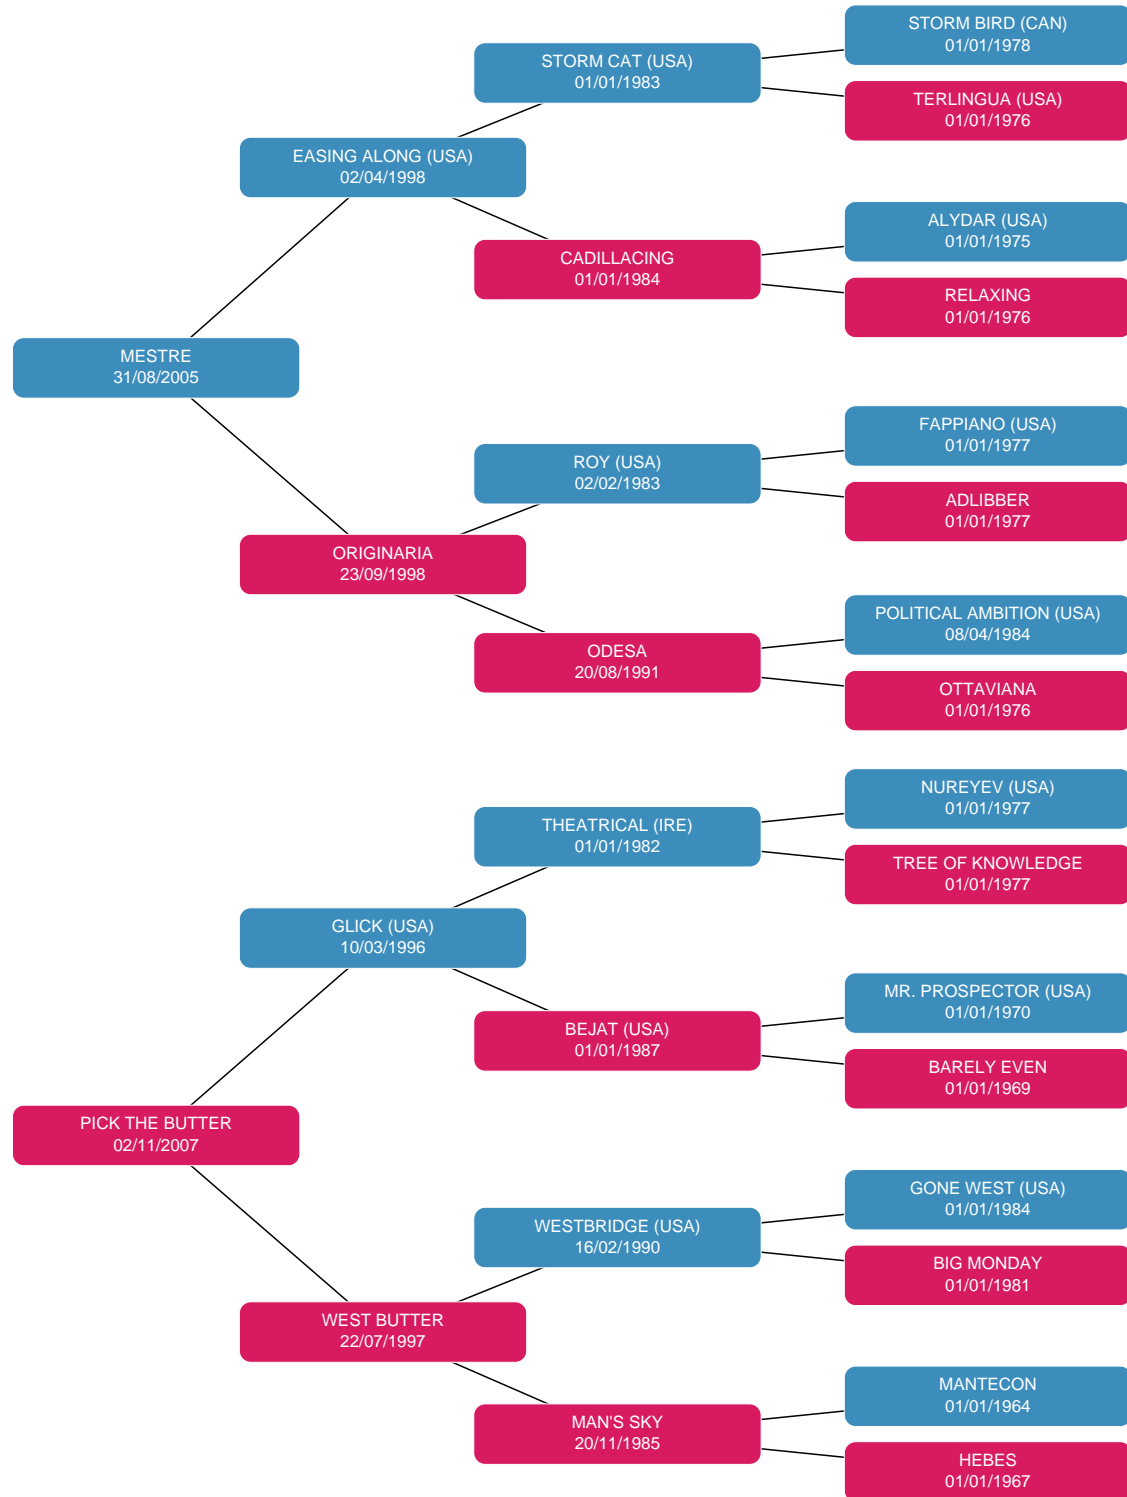 STORM BIRD (CAN)
01/01/1978
STORM CAT (USA)
01/01/1983
TERLINGUA (USA)
01/01/1976
EASING ALONG (USA)
02/04/1998
ALYDAR (USA)
01/01/1975
CADILLACING
01/01/1984
RELAXING
01/01/1976
MESTRE
31/08/2005
FAPPIANO (USA)
01/01/1977
ROY (USA)
02/02/1983
ADLIBBER
01/01/1977
ORIGINARIA
23/09/1998
POLITICAL AMBITION (USA)
08/04/1984
ODESA
20/08/1991
OTTAVIANA
01/01/1976
NUREYEV (USA)
01/01/1977
THEATRICAL (IRE)
01/01/1982
TREE OF KNOWLEDGE
01/01/1977
GLICK (USA)
10/03/1996
MR. PROSPECTOR (USA)
01/01/1970
BEJAT (USA)
01/01/1987
BARELY EVEN
01/01/1969
PICK THE BUTTER
02/11/2007
GONE WEST (USA)
01/01/1984
WESTBRIDGE (USA)
16/02/1990
BIG MONDAY
01/01/1981
WEST BUTTER
22/07/1997
MANTECON
01/01/1964
MAN'S SKY
20/11/1985
HEBES
01/01/1967